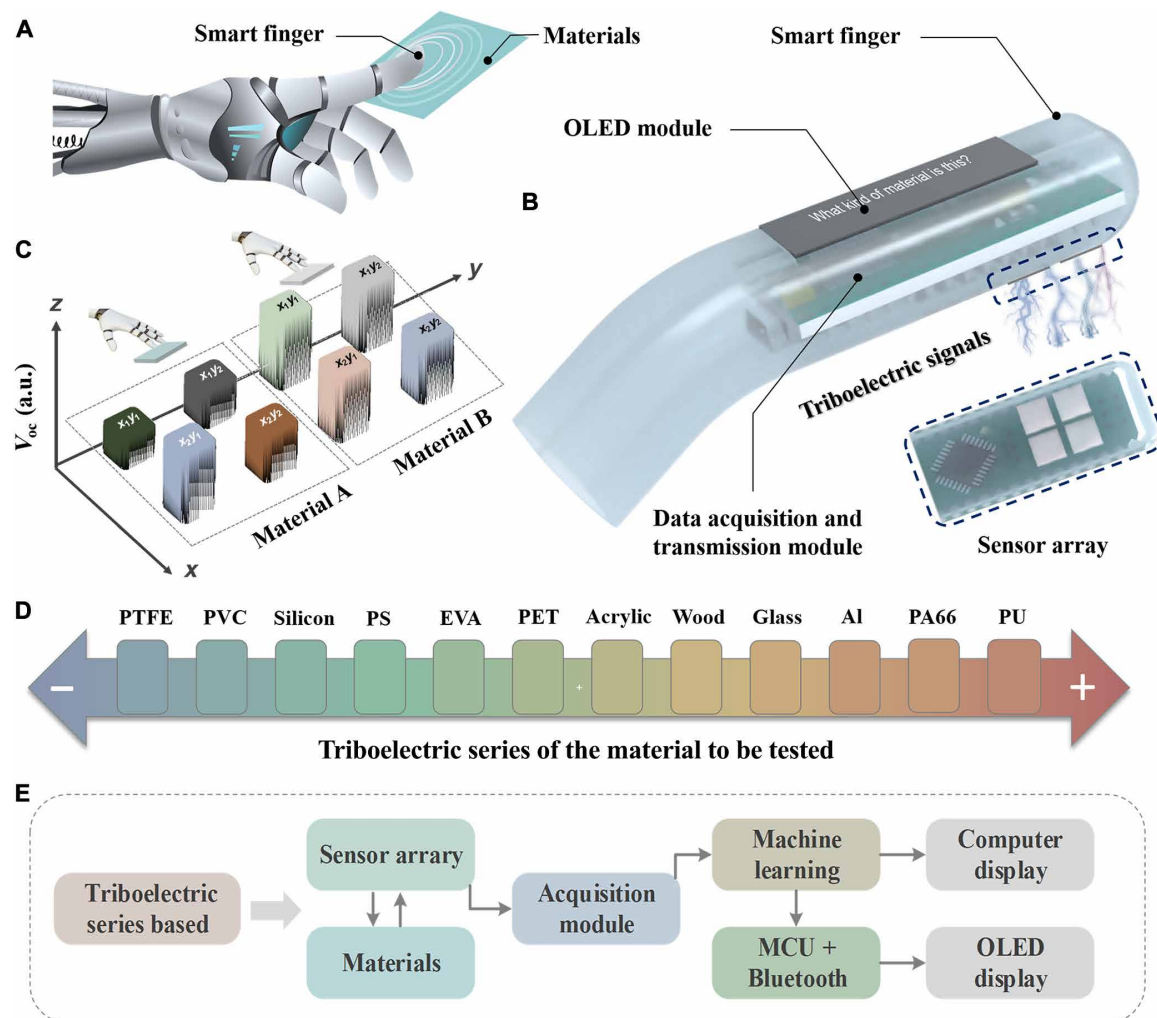 A
Smart finger
Materials
Smart finger
OLED module
What kind of material is this?
B
C
z
y
x
Voc (a.u.)
x1y1
x1y2
x2y1
x2y2
x1y1
x1y2
x2y1
x2y2
Material A
Material B
Triboelectric signals
Data acquisition and
transmission module
Sensor array
D
PTFE PVC Silicon PS EVA PET Acrylic Wood Glass Al PA66 PU
− + +
Triboelectric series of the material to be tested
E
Triboelectric
series based
Sensor arrary
Materials
Acquisition
module
Machine
learning
MCU +
Bluetooth
Computer
display
OLED
display